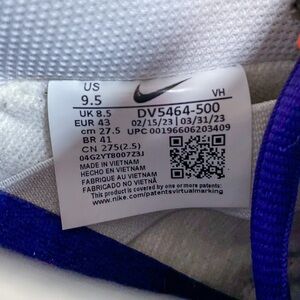 US
9.5 VH
UK 8.5 DV5464-500
EUR 43 02/15/23 03/31/23
cm 27.5 UPC 00196606203409
BR 41
CN 275(2.5)
04G2YT8007Z3J
MADE IN VIETNAM
HECHO EN VIETNAM
FABRIQUE AU VIETNAM
FABRICADO NO VIETNÃ
This product is covered by one or more patents.
www.nike.com/patentsvirtualmarking